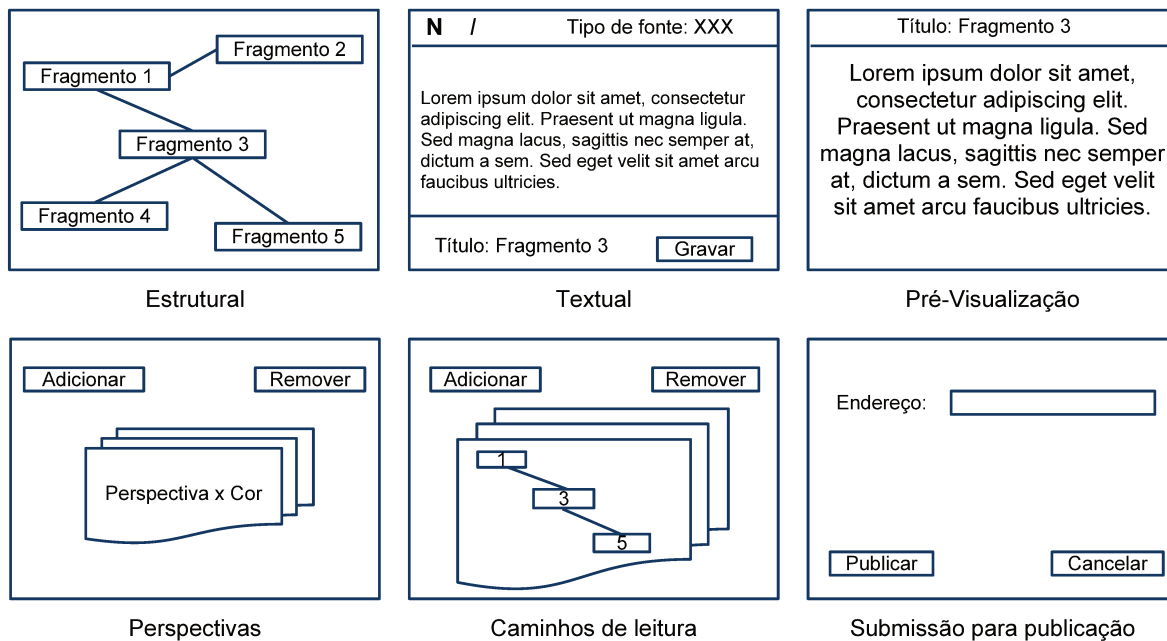 Fragmento 2
Fragmento 1
Fragmento 3
Fragmento 4
Fragmento 5
Estrutural
N I Tipo de fonte: XXX
Lorem ipsum dolor sit amet, consectetur
adipiscing elit. Praesent ut magna ligula.
Sed magna lacus, sagittis nec semper at,
dictum a sem. Sed eget velit sit amet arcu
faucibus ultricies.
Título: Fragmento 3 Gravar
Textual
Título: Fragmento 3
Lorem ipsum dolor sit amet,
consectetur adipiscing elit.
Praesent ut magna ligula. Sed
magna lacus, sagittis nec semper
at, dictum a sem. Sed eget velit
sit amet arcu faucibus ultricies.
Pré-Visualização
Adicionar Remover
Perspectiva x Cor
Perspectivas
Adicionar Remover
1
3
5
Caminhos de leitura
Endereço:
Publicar Cancelar
Submissão para publicação